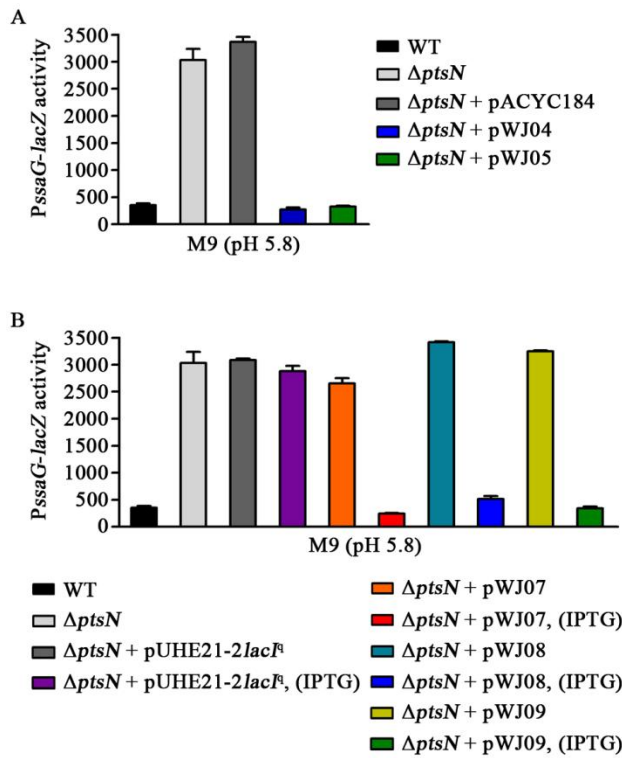 A
PssaG-lacZ activity
3500
3000
2500
2000
1500
1000
500
0
M9 (pH 5.8)
WT
ΔptsN
ΔptsN + pACYC184
ΔptsN + pWJ04
ΔptsN + pWJ05
B
PssaG-lacZ activity
3500
3000
2500
2000
1500
1000
500
0
M9 (pH 5.8)
WT
ΔptsN
ΔptsN + pUHE21-2lacIq
ΔptsN + pUHE21-2lacIq, (IPTG)
ΔptsN + pWJ07
ΔptsN + pWJ07, (IPTG)
ΔptsN + pWJ08
ΔptsN + pWJ08, (IPTG)
ΔptsN + pWJ09
ΔptsN + pWJ09, (IPTG)